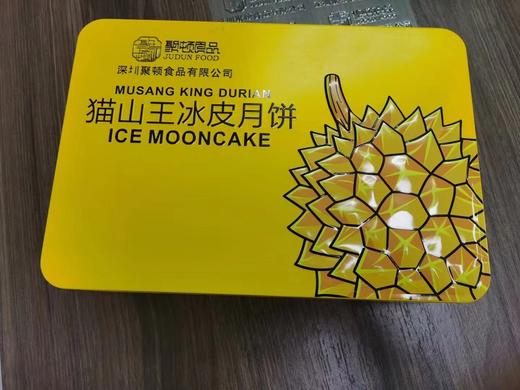 聚顿食品
JUDUN FOOD
深圳聚顿食品有限公司
MUSANG KING DURIAN
猫山王冰皮月饼
ICE MOONCAKE